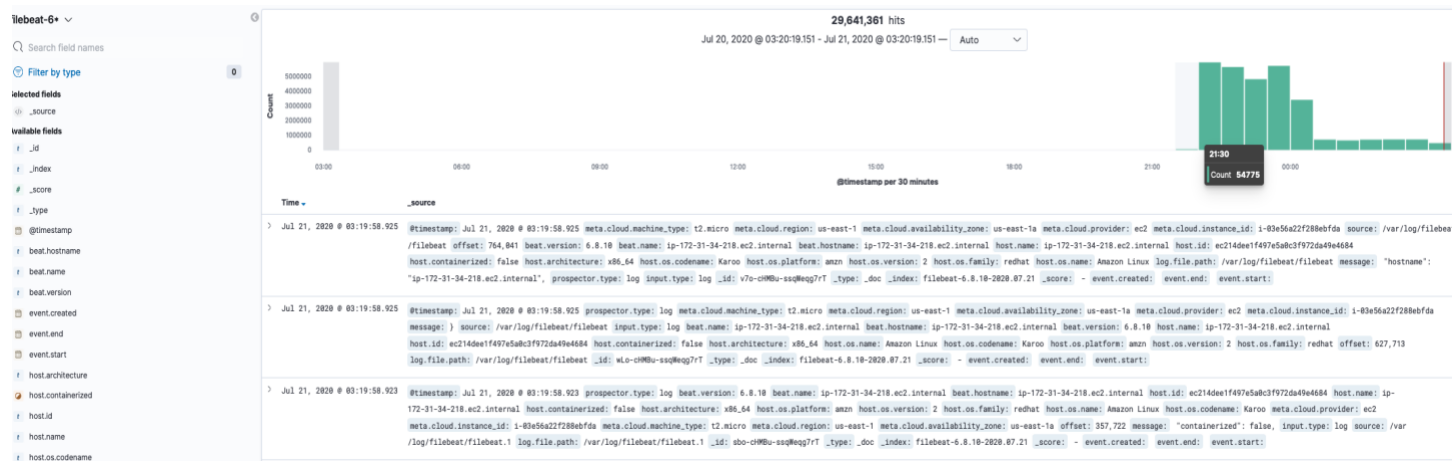 filebeat-6*
Search field names
Filter by type 0
Selected fields
_source
Available fields
t _id
t _index
# _score
t _type
@timestamp
t beat.hostname
t beat.name
t beat.version
event.created
event.end
event.start
t host.architecture
host.containerized
t host.id
t host.name
t host.os.codename
29,641,361 hits
Jul 20, 2020 @ 03:20:19.151 - Jul 21, 2020 @ 03:20:19.151 — Auto
Count
5000000
4000000
3000000
2000000
1000000
0
03:00 06:00 09:00 12:00 15:00 18:00 21:00 00:00
21:30
Count 54775
@timestamp per 30 minutes
Time _source
Jul 21, 2020 @ 03:19:58.925 @timestamp: Jul 21, 2020 @ 03:19:58.925 meta.cloud.machine_type: t2.micro meta.cloud.region: us-east-1 meta.cloud.availability_zone: us-east-1a meta.cloud.provider: ec2 meta.cloud.instance_id: i-03e56a22f288ebfda source: /var/log/filebea
/filebeat offset: 764,041 beat.version: 6.8.10 beat.name: ip-172-31-34-218.ec2.internal beat.hostname: ip-172-31-34-218.ec2.internal host.name: ip-172-31-34-218.ec2.internal host.id: ec214dee1f497e5a0c3f972da49e4684
host.containerized: false host.architecture: x86_64 host.os.codename: Karoo host.os.platform: amzn host.os.version: 2 host.os.family: redhat host.os.name: Amazon Linux log.file.path: /var/log/filebeat/filebeat message: "hostname":
"ip-172-31-34-218.ec2.internal", prospector.type: log input.type: log _id: v7o-cHMBu-ssqWeqg7rT _type: _doc _index: filebeat-6.8.10-2020.07.21 _score: - event.created: event.end: event.start:
Jul 21, 2020 @ 03:19:58.925 @timestamp: Jul 21, 2020 @ 03:19:58.925 prospector.type: log meta.cloud.machine_type: t2.micro meta.cloud.region: us-east-1 meta.cloud.availability_zone: us-east-1a meta.cloud.provider: ec2 meta.cloud.instance_id: i-03e56a22f288ebfda
message: } source: /var/log/filebeat/filebeat input.type: log beat.name: ip-172-31-34-218.ec2.internal beat.hostname: ip-172-31-34-218.ec2.internal beat.version: 6.8.10 host.name: ip-172-31-34-218.ec2.internal
host.id: ec214dee1f497e5a0c3f972da49e4684 host.containerized: false host.architecture: x86_64 host.os.name: Amazon Linux host.os.codename: Karoo host.os.platform: amzn host.os.version: 2 host.os.family: redhat offset: 627,713
log.file.path: /var/log/filebeat/filebeat _id: wLo-cHMBu-ssqWeqg7rT _type: _doc _index: filebeat-6.8.10-2020.07.21 _score: - event.created: event.end: event.start:
Jul 21, 2020 @ 03:19:58.923 @timestamp: Jul 21, 2020 @ 03:19:58.923 prospector.type: log beat.version: 6.8.10 beat.name: ip-172-31-34-218.ec2.internal beat.hostname: ip-172-31-34-218.ec2.internal host.id: ec214dee1f497e5a0c3f972da49e4684 host.name: ip-
172-31-34-218.ec2.internal host.containerized: false host.architecture: x86_64 host.os.platform: amzn host.os.version: 2 host.os.family: redhat host.os.name: Amazon Linux host.os.codename: Karoo meta.cloud.provider: ec2
meta.cloud.instance_id: i-03e56a22f288ebfda meta.cloud.machine_type: t2.micro meta.cloud.region: us-east-1 meta.cloud.availability_zone: us-east-1a offset: 357,722 message: "containerized": false, input.type: log source: /var
/log/filebeat/filebeat.1 log.file.path: /var/log/filebeat/filebeat.1 _id: sbo-cHMBu-ssqWeqg7rT _type: _doc _index: filebeat-6.8.10-2020.07.21 _score: - event.created: event.end: event.start: